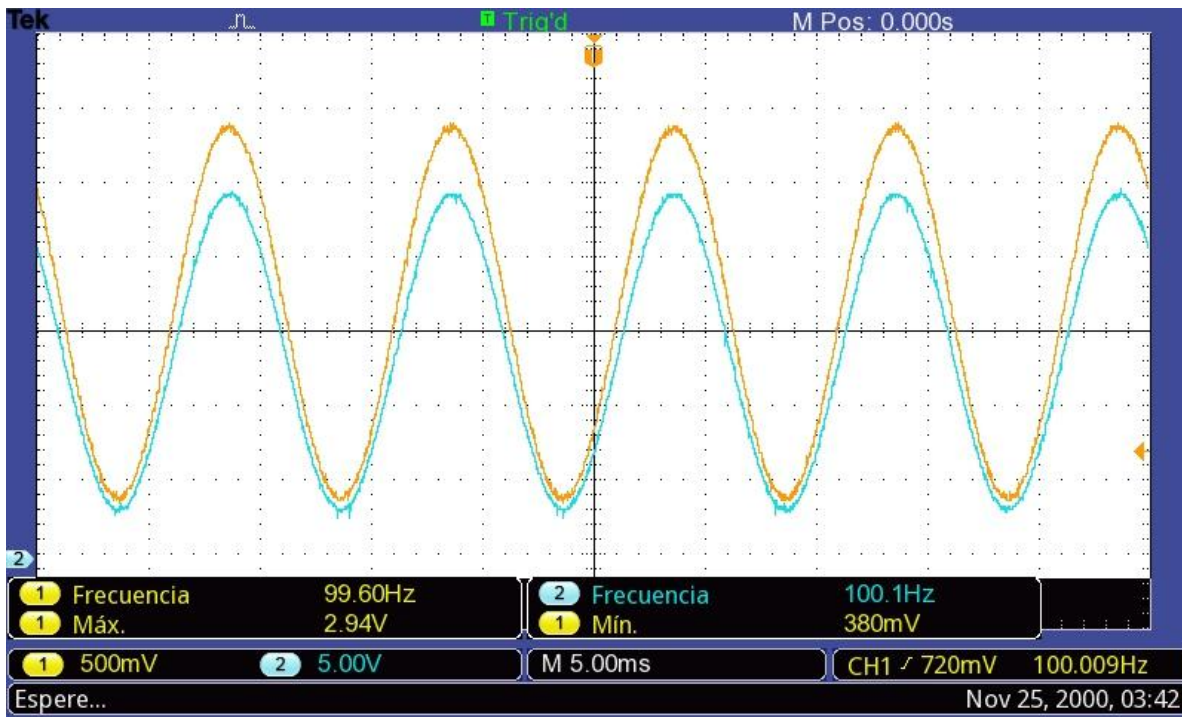 Tek T Trig'd M Pos: 0.000s
2
1 Frecuencia 99.60Hz 2 Frecuencia 100.1Hz
1 Máx. 2.94V 1 Mín. 380mV
1 500mV 2 5.00V M 5.00ms CH1 720mV 100.009Hz
Espere... Nov 25, 2000, 03:42